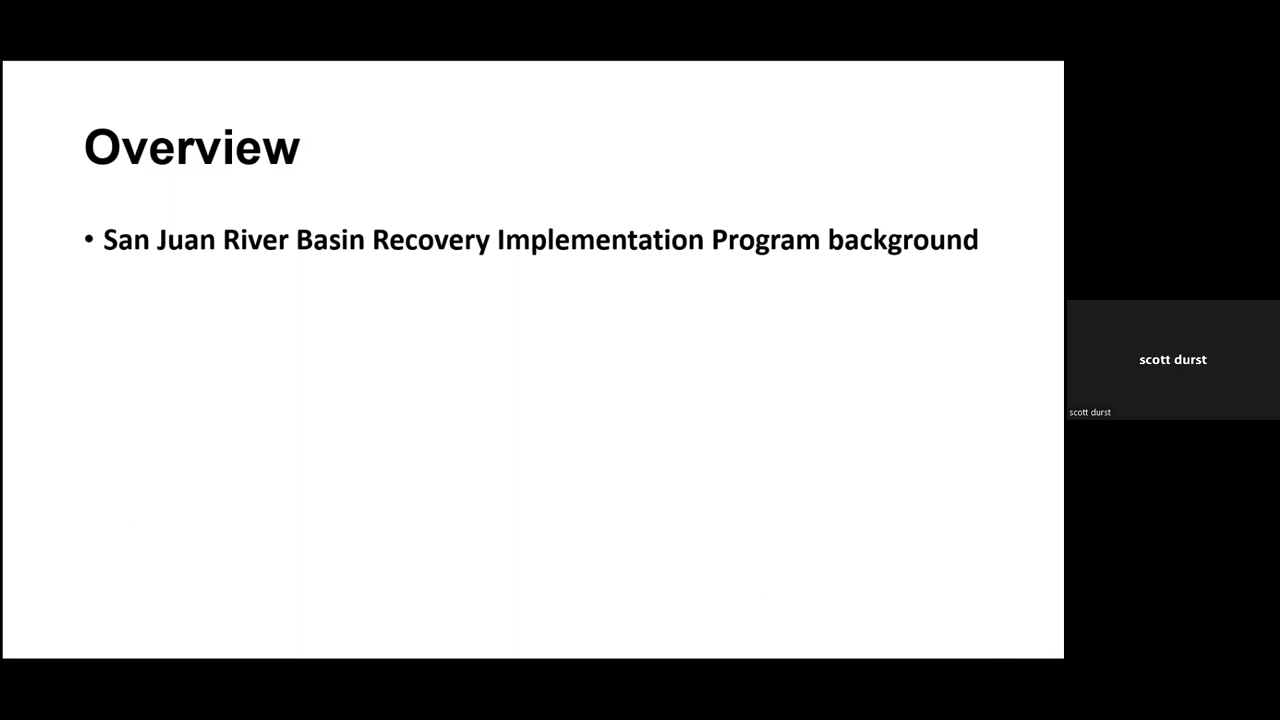 Overview
• San Juan River Basin Recovery Implementation Program background
scott durst
scott durst